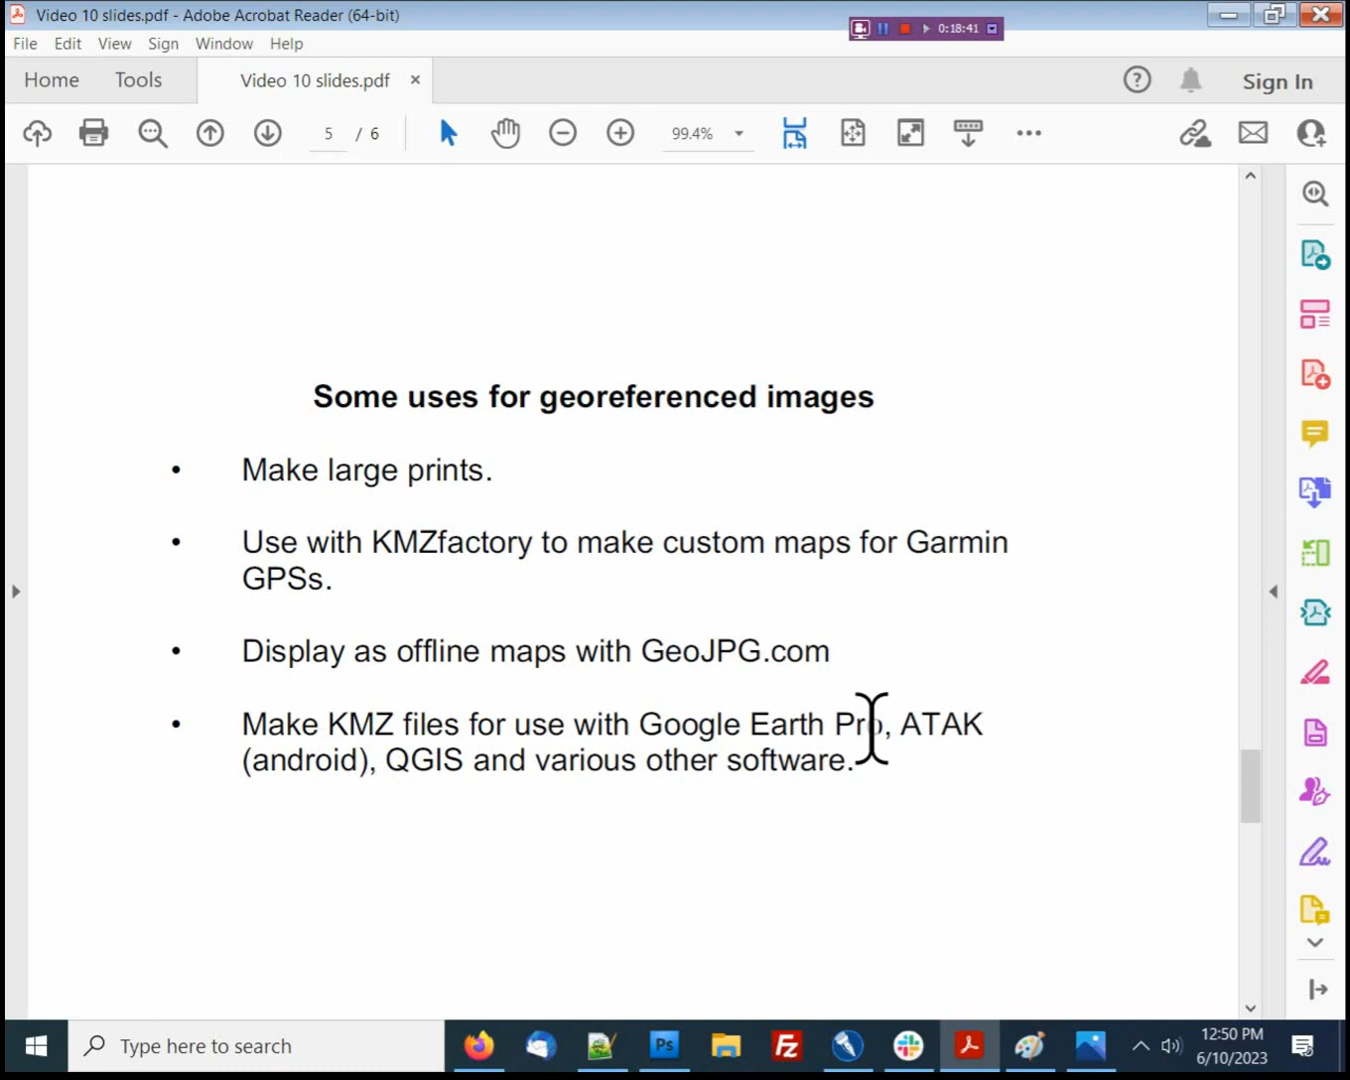 Video 10 slides.pdf - Adobe Acrobat Reader (64-bit)
0:18:41
File Edit View Sign Window Help
Home Tools Video 10 slides.pdf × Sign In
5 / 6 99.4%
Some uses for georeferenced images
• Make large prints.
• Use with KMZfactory to make custom maps for Garmin
GPSs.
• Display as offline maps with GeoJPG.com
• Make KMZ files for use with Google Earth Pro, ATAK
(android), QGIS and various other software.
Type here to search
Ps
Fz
12:50 PM
6/10/2023